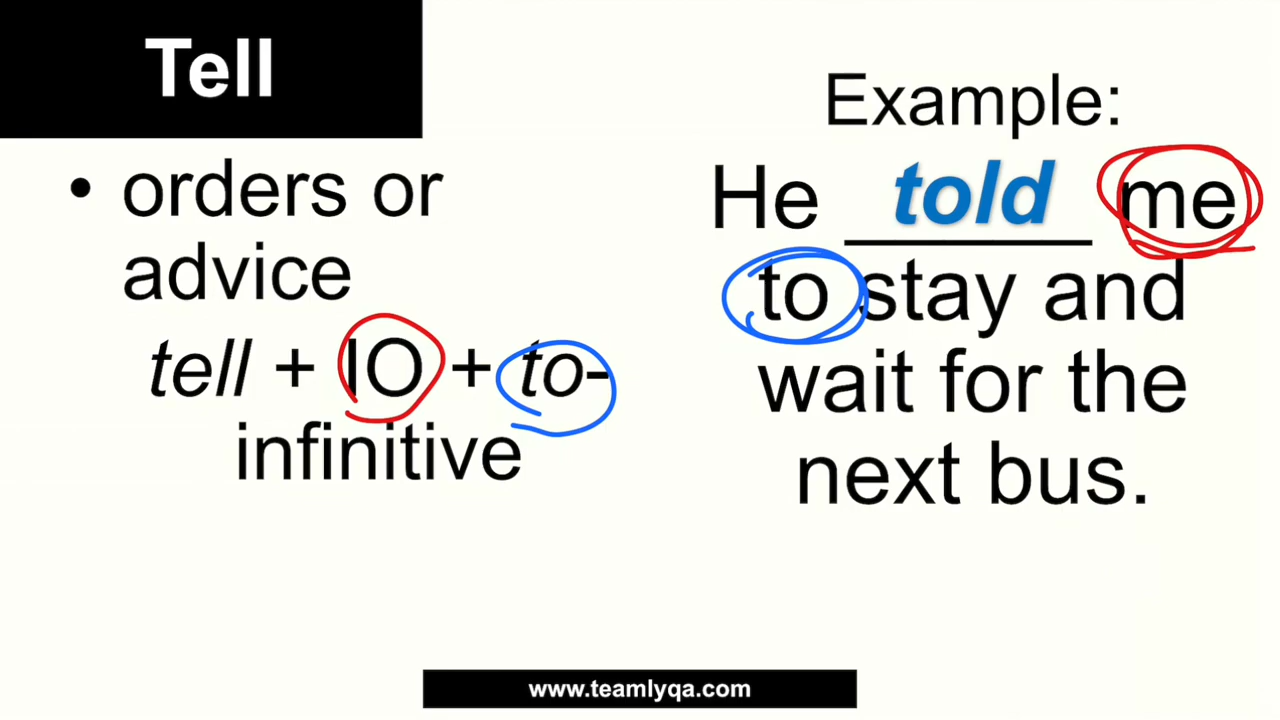 Tell
• orders or
advice
tell + IO + to-
infinitive
Example:
He told me
to stay and
wait for the
next bus.
www.teamlyqa.com